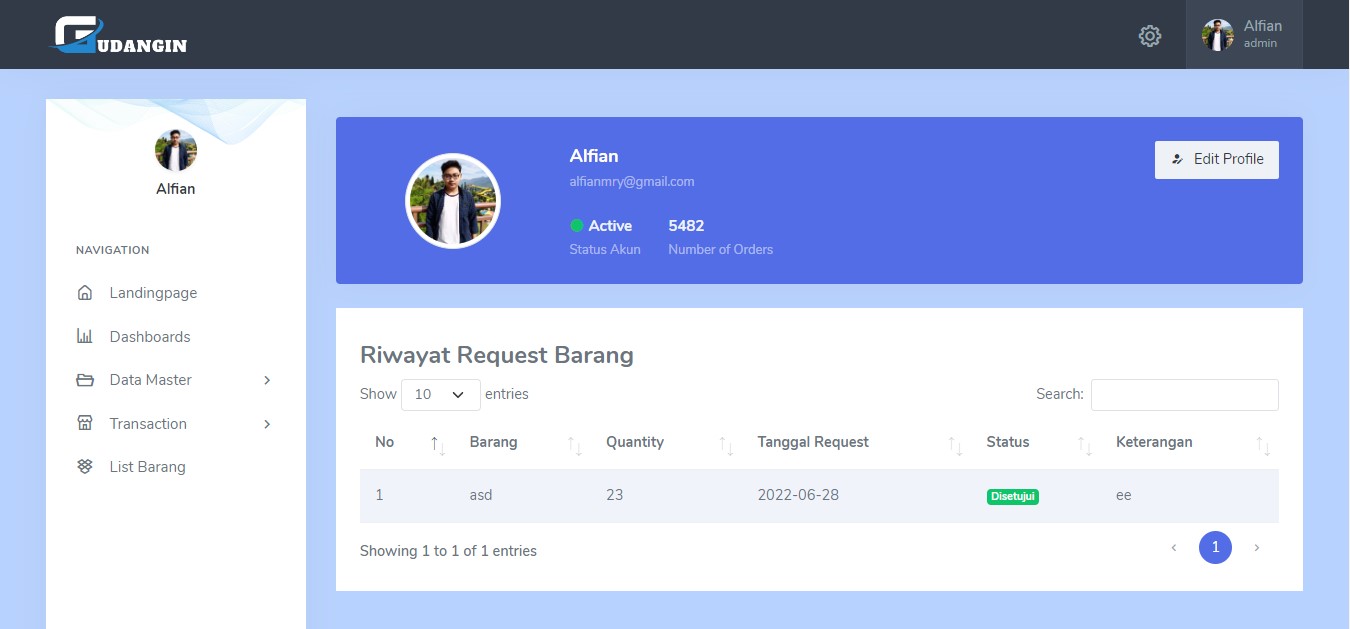 GUDANGIN
Alfian
admin
Alfian
NAVIGATION
Landingpage
Dashboards
Data Master
Transaction
List Barang
Alfian
alfianmry@gmail.com
Active 5482
Status Akun Number of Orders
Edit Profile
Riwayat Request Barang
Show 10 entries Search:
No Barang Quantity Tanggal Request Status Keterangan
1 asd 23 2022-06-28 Disetujui ee
Showing 1 to 1 of 1 entries
‹ 1 ›